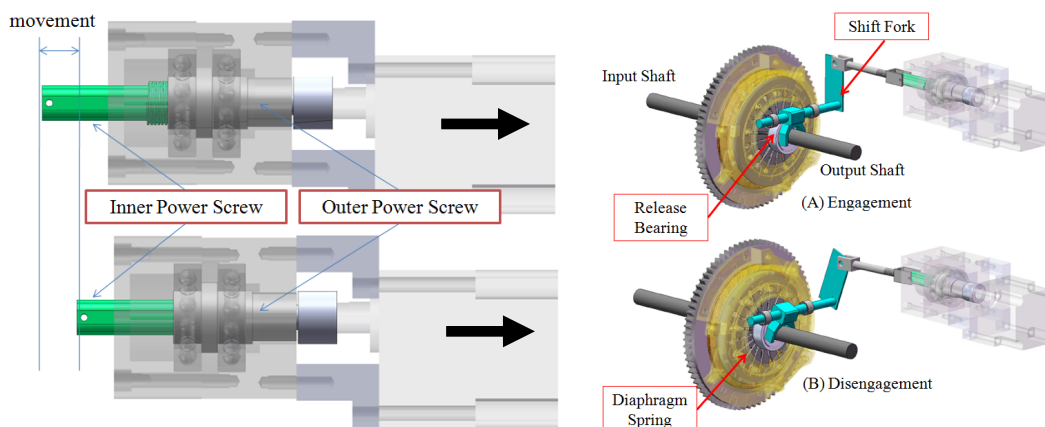 movement
Inner Power Screw
Outer Power Screw
Shift Fork
Input Shaft
Output Shaft
(A) Engagement
Release
Bearing
(B) Disengagement
Diaphragm
Spring